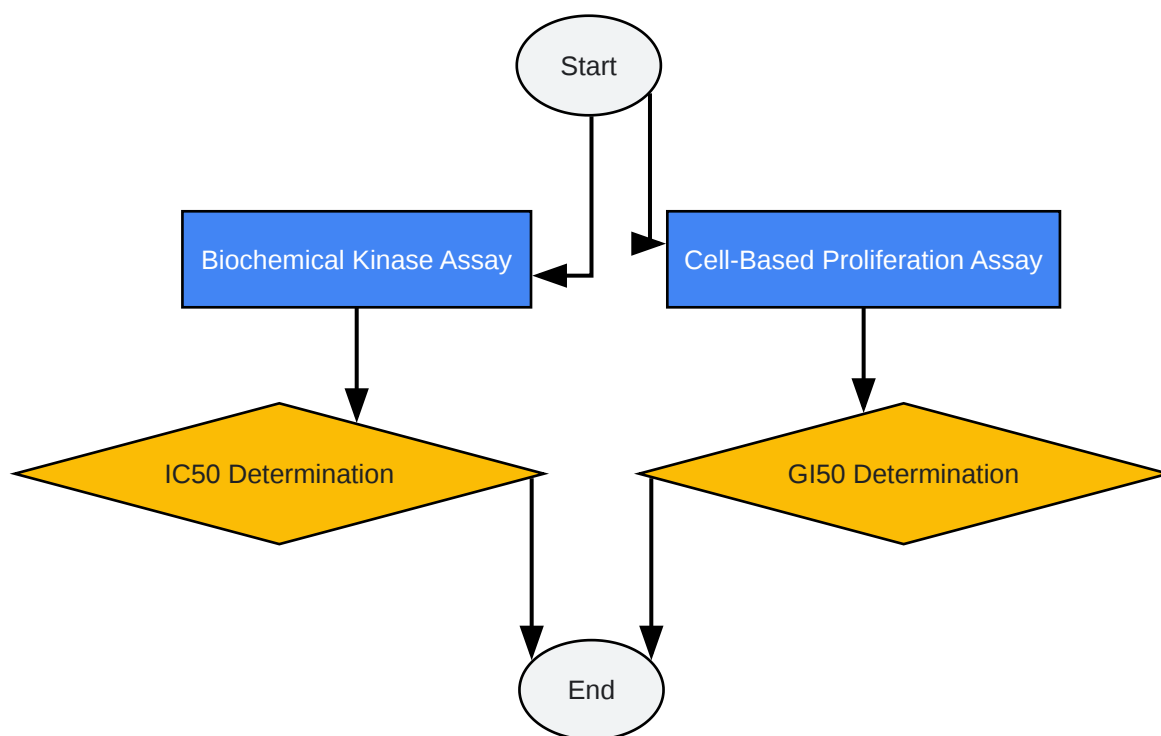 Start
Biochemical Kinase Assay
Cell-Based Proliferation Assay
IC50 Determination
GI50 Determination
End